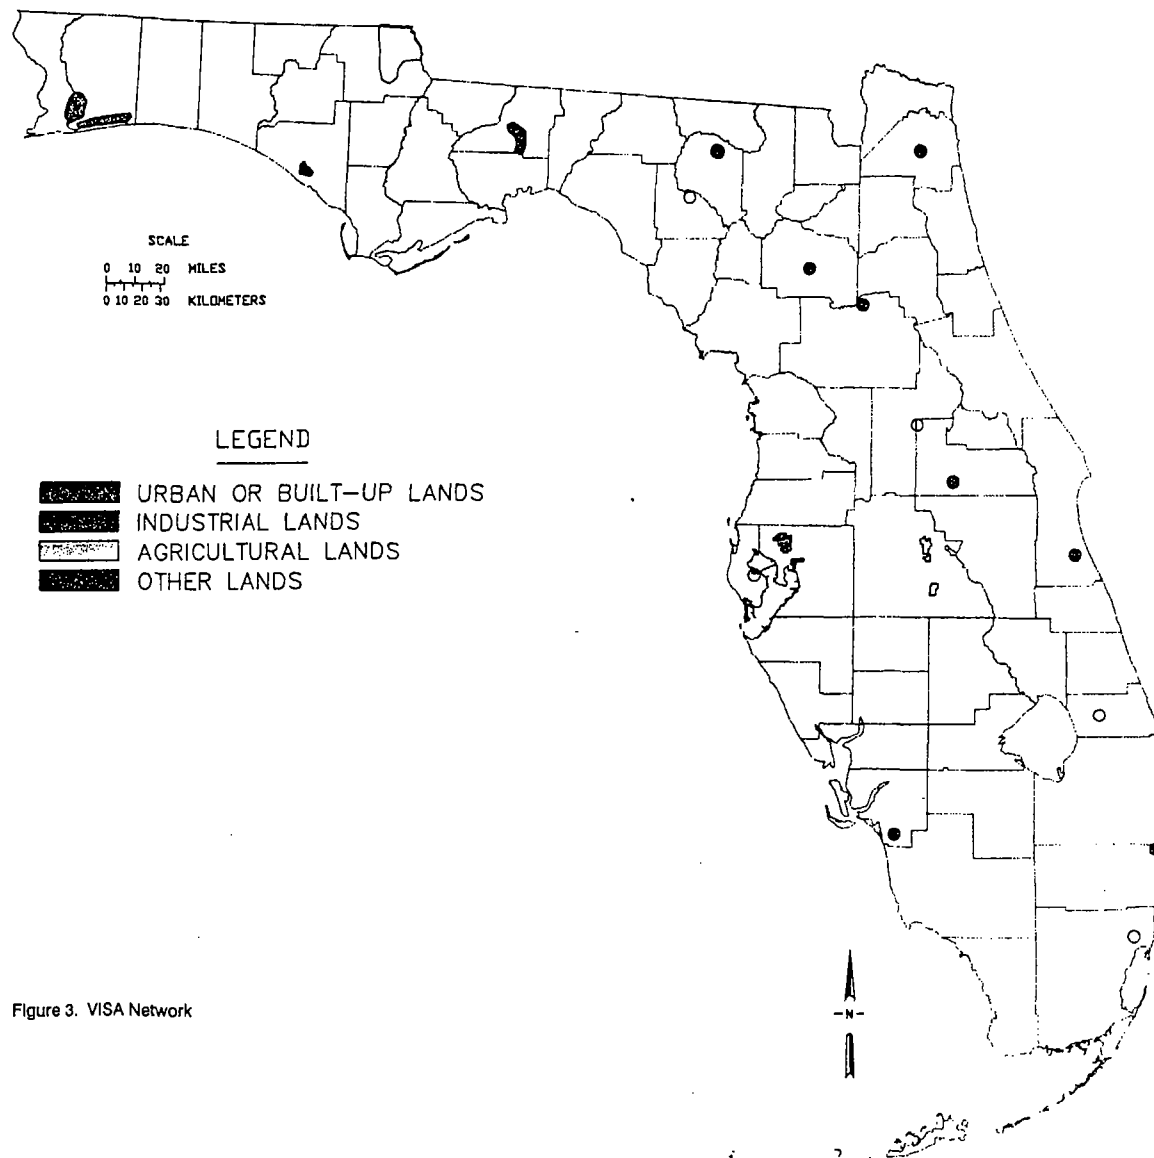 SCALE
0 10 20 MILES
0 10 20 30 KILOMETERS
LEGEND
URBAN OR BUILT-UP LANDS
INDUSTRIAL LANDS
AGRICULTURAL LANDS
OTHER LANDS
-N-
Figure 3. VISA Network